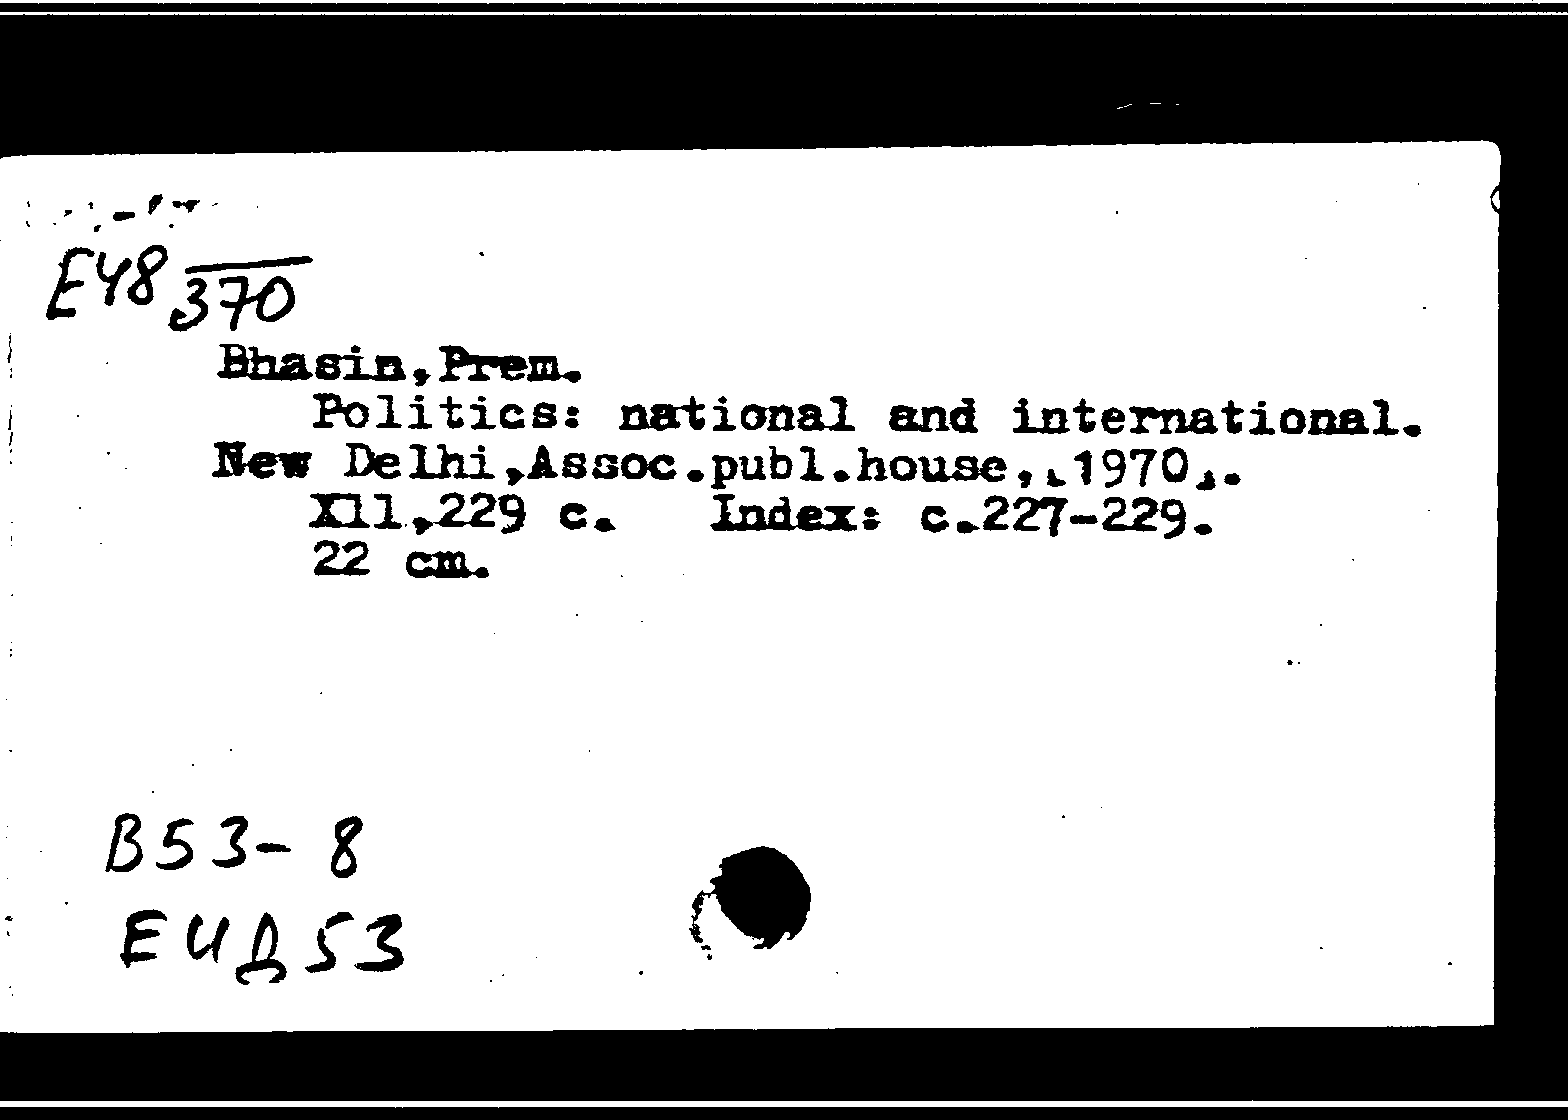 E48 370
Bhasin,Prem.
Politics: national and international.
New Delhi,Assoc.publ.house,[1970].
XII,229 c. Index: c.227-229.
22 cm.
B53-8
ЕИД53